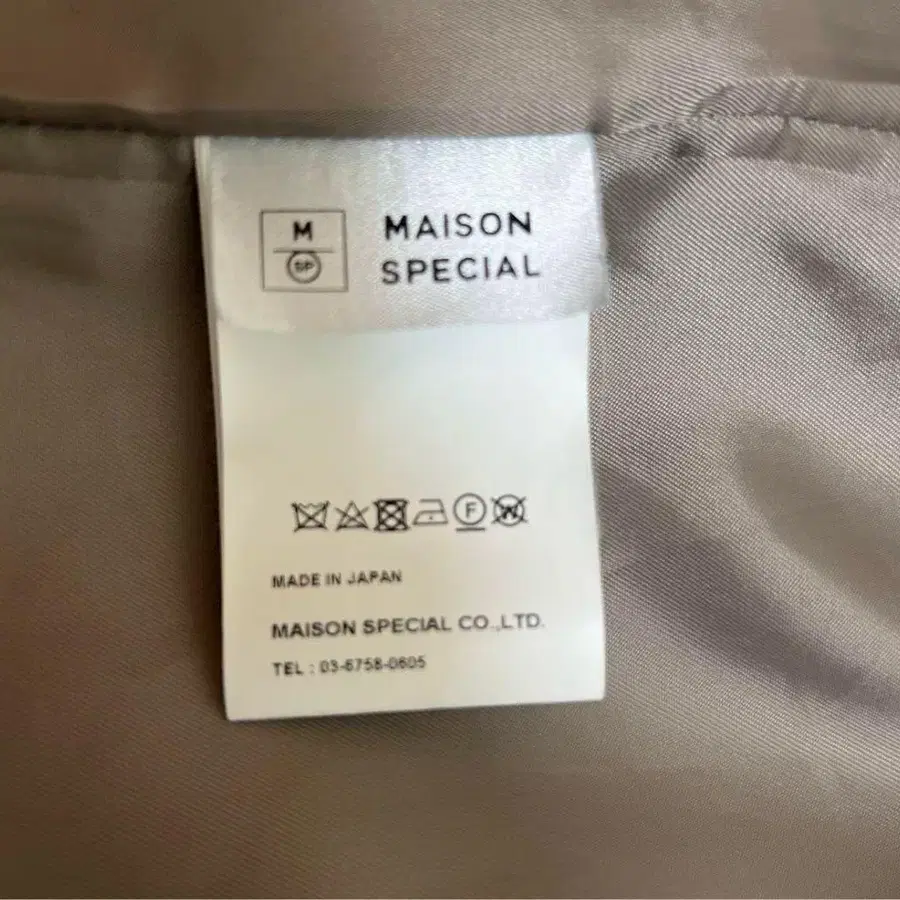 M
SP
MAISON
SPECIAL
F W
MADE IN JAPAN
MAISON SPECIAL CO.,LTD.
TEL : 03-6758-0605